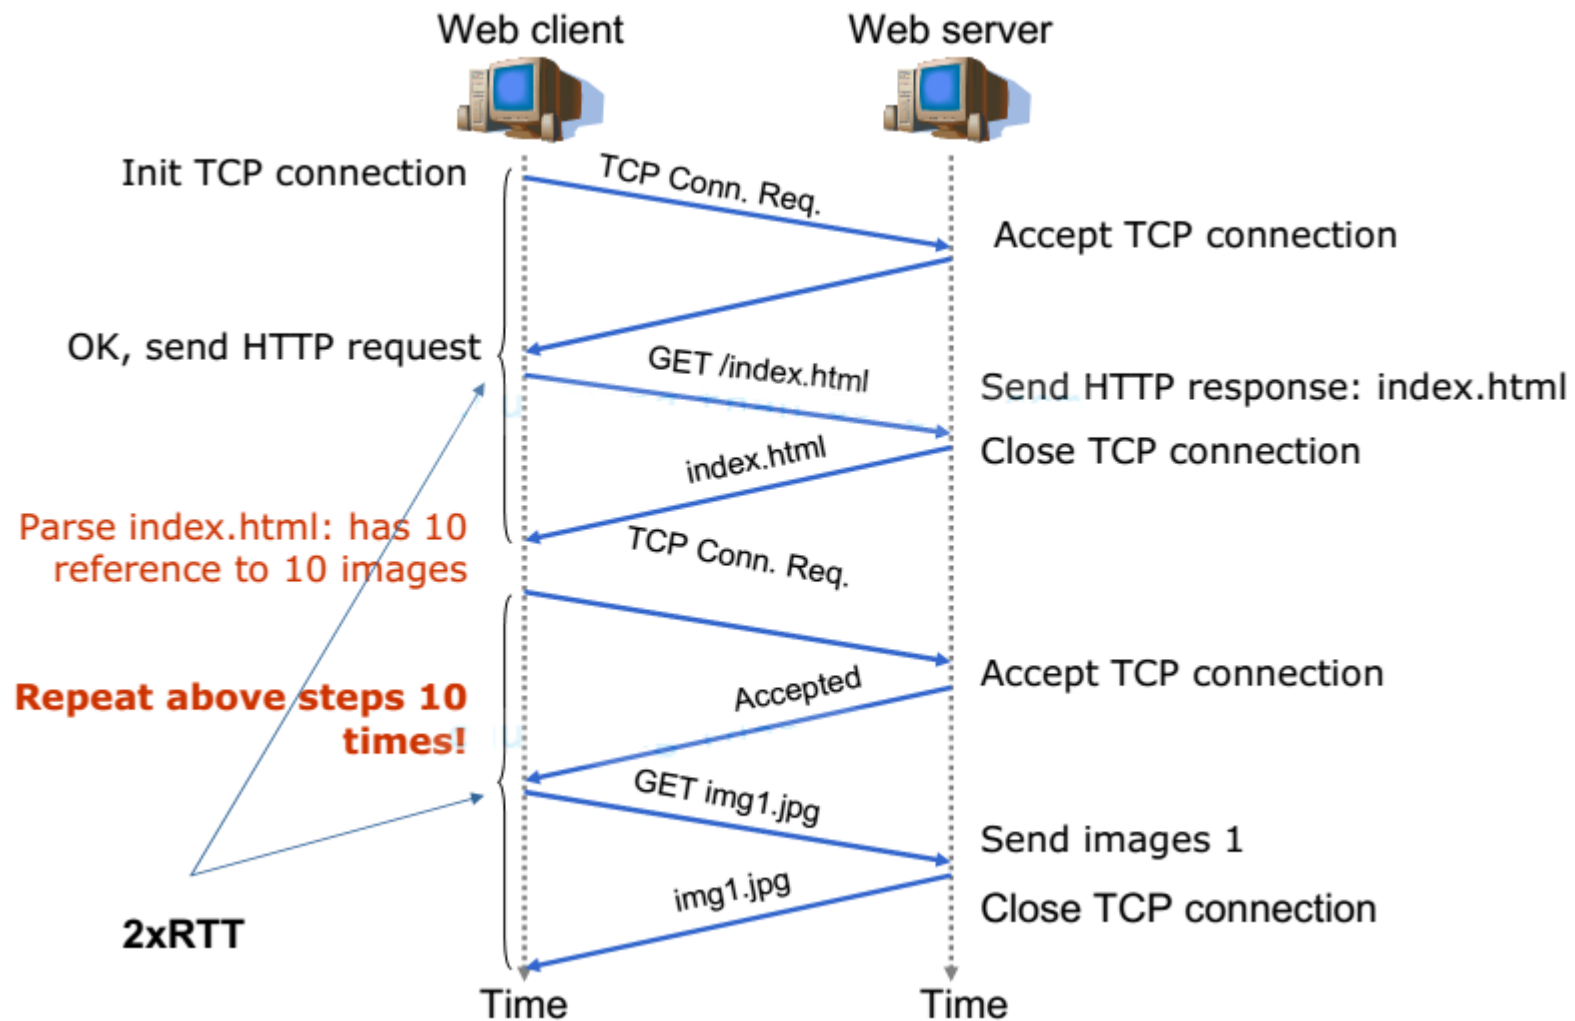 Web client
Web server
Init TCP connection
TCP Conn. Req.
Accept TCP connection
OK, send HTTP request
GET /index.html
Send HTTP response: index.html
index.html
Close TCP connection
Parse index.html: has 10
reference to 10 images
TCP Conn. Req.
Accept TCP connection
Repeat above steps 10
times!
Accepted
GET img1.jpg
Send images 1
img1.jpg
Close TCP connection
2xRTT
Time
Time